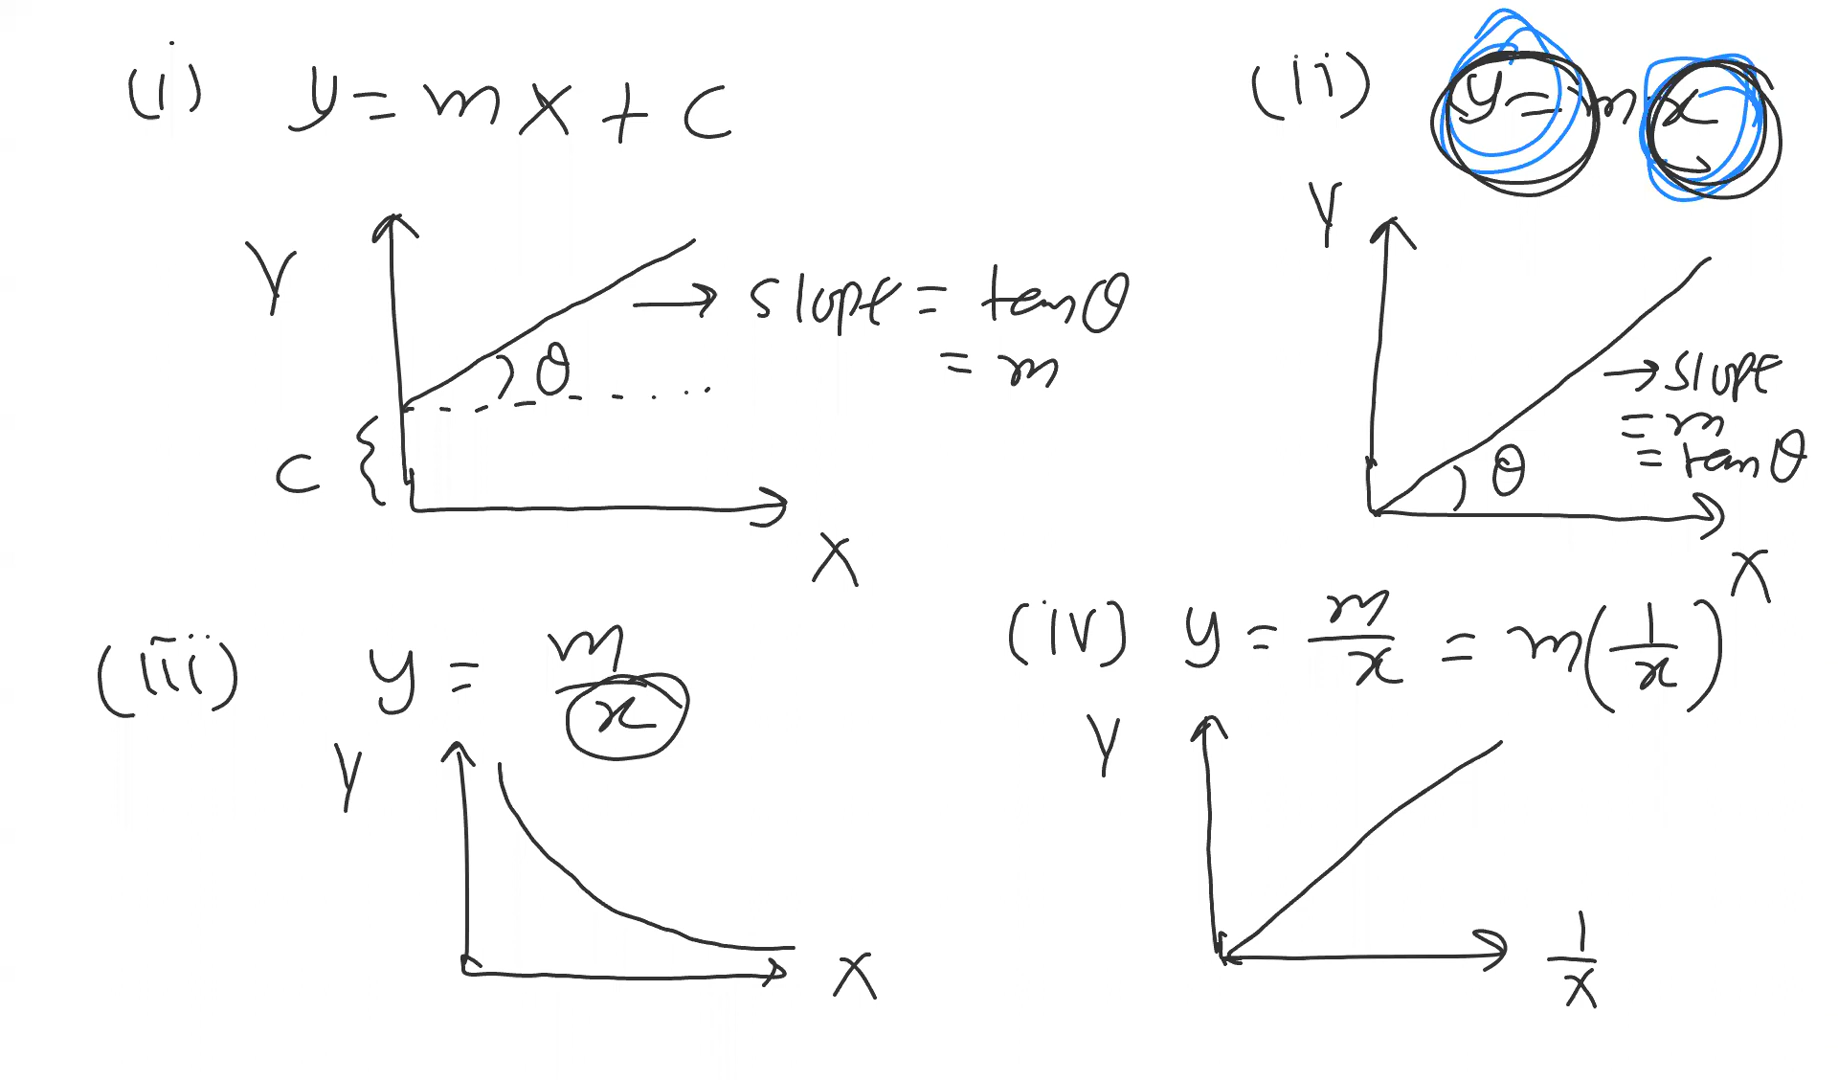 (i) y = mx + c
Y
slope = tanθ
= m
θ
c
X
(ii) y = mx
Y
slope
= m
= tanθ
θ
X
(iii) y = m/x
Y
X
(iv) y = m/x = m(1/x)
Y
1/x